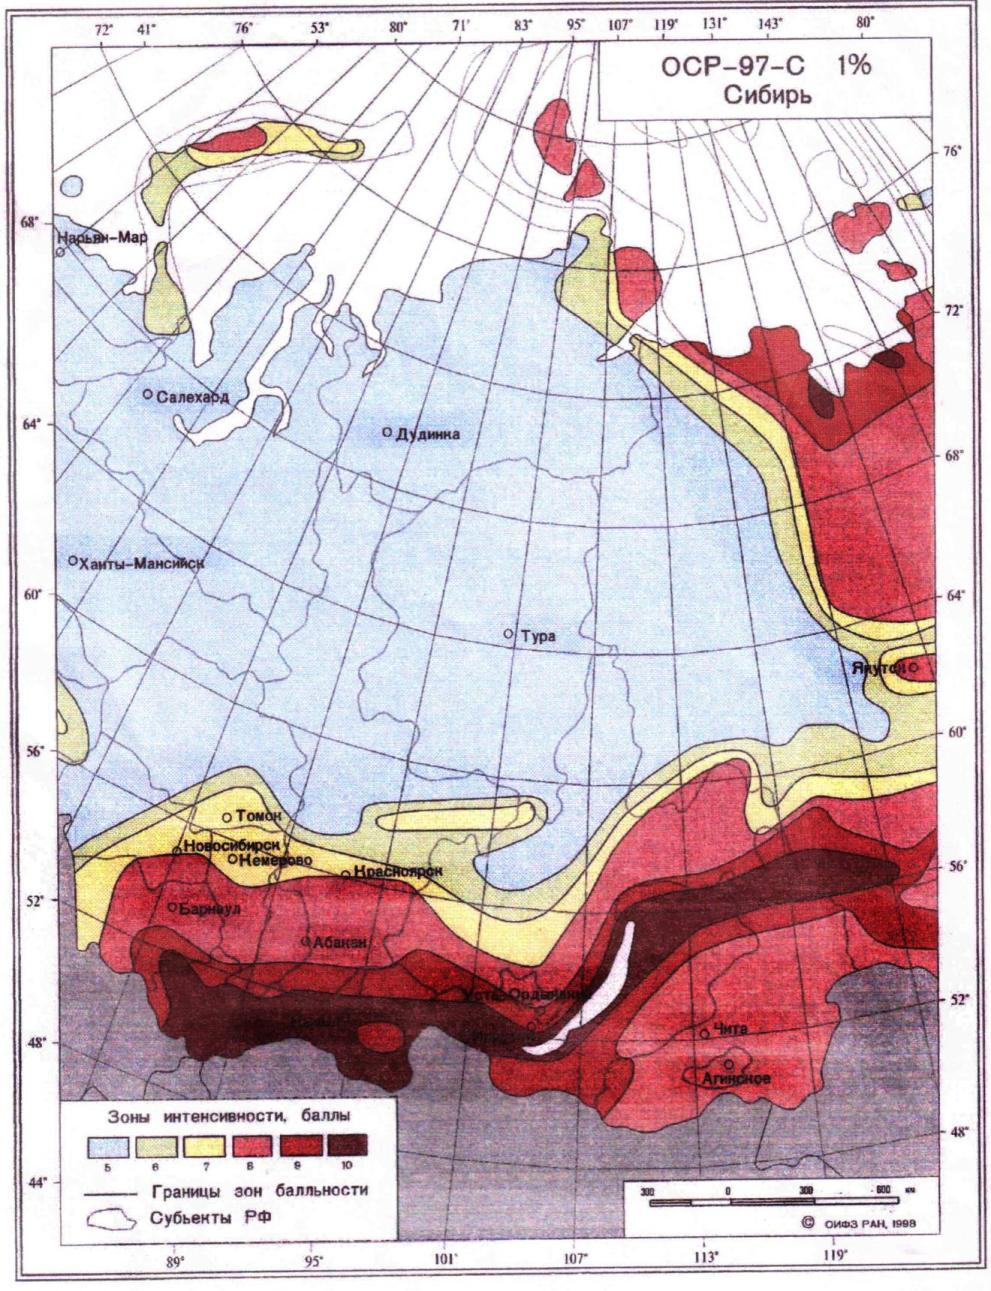 72° 41° 76° 53° 80° 71° 83° 95° 107° 119° 131° 143° 80°
ОСР-97-С 1%
Сибирь
76°
68°
Нарьян-Мар
72°
Салехард
64°
Дудинка
68°
Ханты-Мансийск
60°
64°
Тура
Якутск
60°
56°
Томск
Новосибирск
Кемерово
Красноярск
56°
52°
Барнаул
Абакан
Усть-Ордынский
52°
Чита
48°
Агинское
Зоны интенсивности, баллы
5 6 7 8 9 10
48°
Границы зон балльности
44°
Субьекты РФ
300 0 300 600 км
© ОИФЗ РАН, 1998
89° 95° 101° 107° 113° 119°